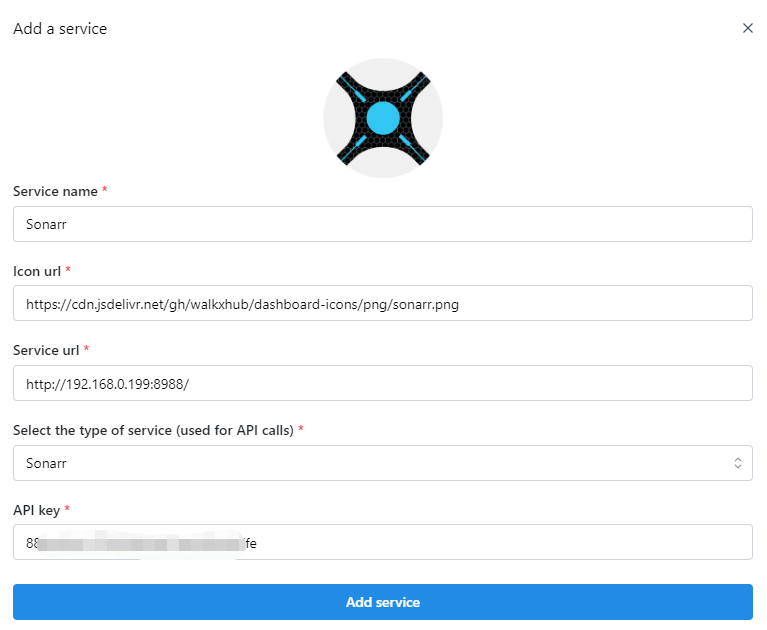 Add a service
Service name *
Sonarr
Icon url *
https://cdn.jsdelivr.net/gh/walkxhub/dashboard-icons/png/sonarr.png
Service url *
http://192.168.0.199:8988/
Select the type of service (used for API calls) *
Sonarr
API key *
88 fe
Add service